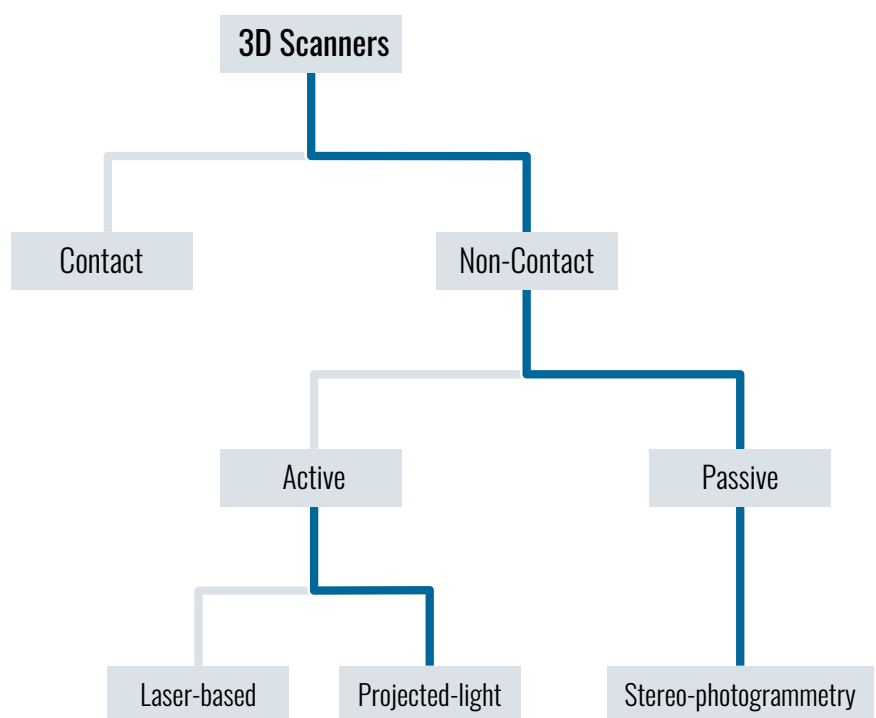 3D Scanners
Contact
Non-Contact
Active
Passive
Laser-based
Projected-light
Stereo-photogrammetry